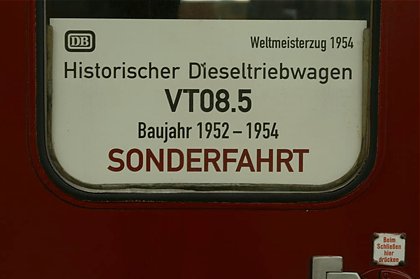 DB
Weltmeisterzug 1954
Historischer Dieseltriebwagen
VT08.5
Baujahr 1952 – 1954
SONDERFAHRT
Beim
Schließen
hier
drücken